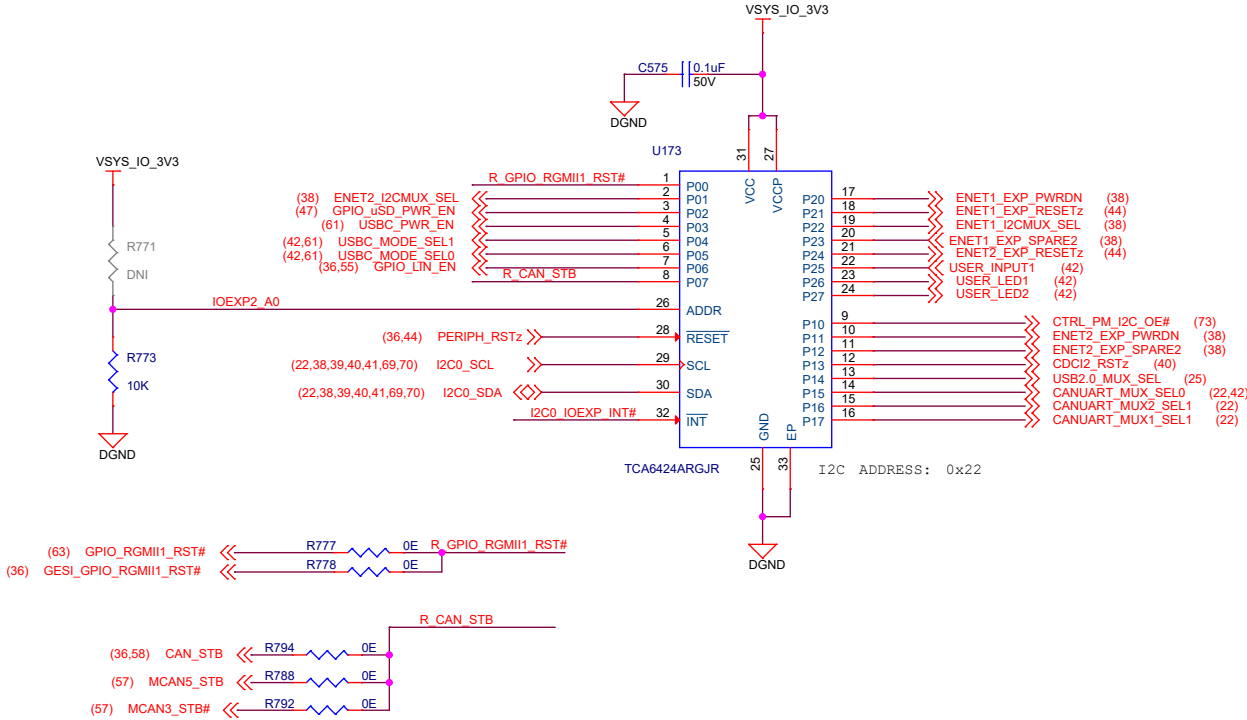 VSYS_IO_3V3
C575 0.1uF
50V
DGND
U173
VSYS_IO_3V3
31 27
VCC VCCP
R_GPIO_RGMII1_RST# 1 P00
(38) ENET2_I2CMUX_SEL 2 P01
(47) GPIO_uSD_PWR_EN 3 P02
(61) USBC_PWR_EN 4 P03
(42,61) USBC_MODE_SEL1 5 P04
(42,61) USBC_MODE_SEL0 6 P05
(36,55) GPIO_LIN_EN 7 P06
R_CAN_STB 8 P07
P20 17 ENET1_EXP_PWRDN (38)
P21 18 ENET1_EXP_RESETz (44)
P22 19 ENET1_I2CMUX_SEL (38)
P23 20 ENET1_EXP_SPARE2 (38)
P24 21 ENET2_EXP_RESETz (44)
P25 22 USER_INPUT1 (42)
P26 23 USER_LED1 (42)
P27 24 USER_LED2 (42)
R771
DNI
IOEXP2_A0 26 ADDR
R773
10K
DGND
(36,44) PERIPH_RSTz 28 RESET
(22,38,39,40,41,69,70) I2C0_SCL 29 SCL
(22,38,39,40,41,69,70) I2C0_SDA 30 SDA
I2C0_IOEXP_INT# 32 INT
P10 9 CTRL_PM_I2C_OE# (73)
P11 10 ENET2_EXP_PWRDN (38)
P12 11 ENET2_EXP_SPARE2 (38)
P13 12 CDCI2_RSTz (40)
P14 13 USB2.0_MUX_SEL (25)
P15 14 CANUART_MUX_SEL0 (22,42)
P16 15 CANUART_MUX2_SEL1 (22)
P17 16 CANUART_MUX1_SEL1 (22)
GND EP
25 33
TCA6424ARGJR I2C ADDRESS: 0x22
DGND
(63) GPIO_RGMII1_RST# R777 0E R_GPIO_RGMII1_RST#
(36) GESI_GPIO_RGMII1_RST# R778 0E
R_CAN_STB
(36,58) CAN_STB R794 0E
(57) MCAN5_STB R788 0E
(57) MCAN3_STB# R792 0E